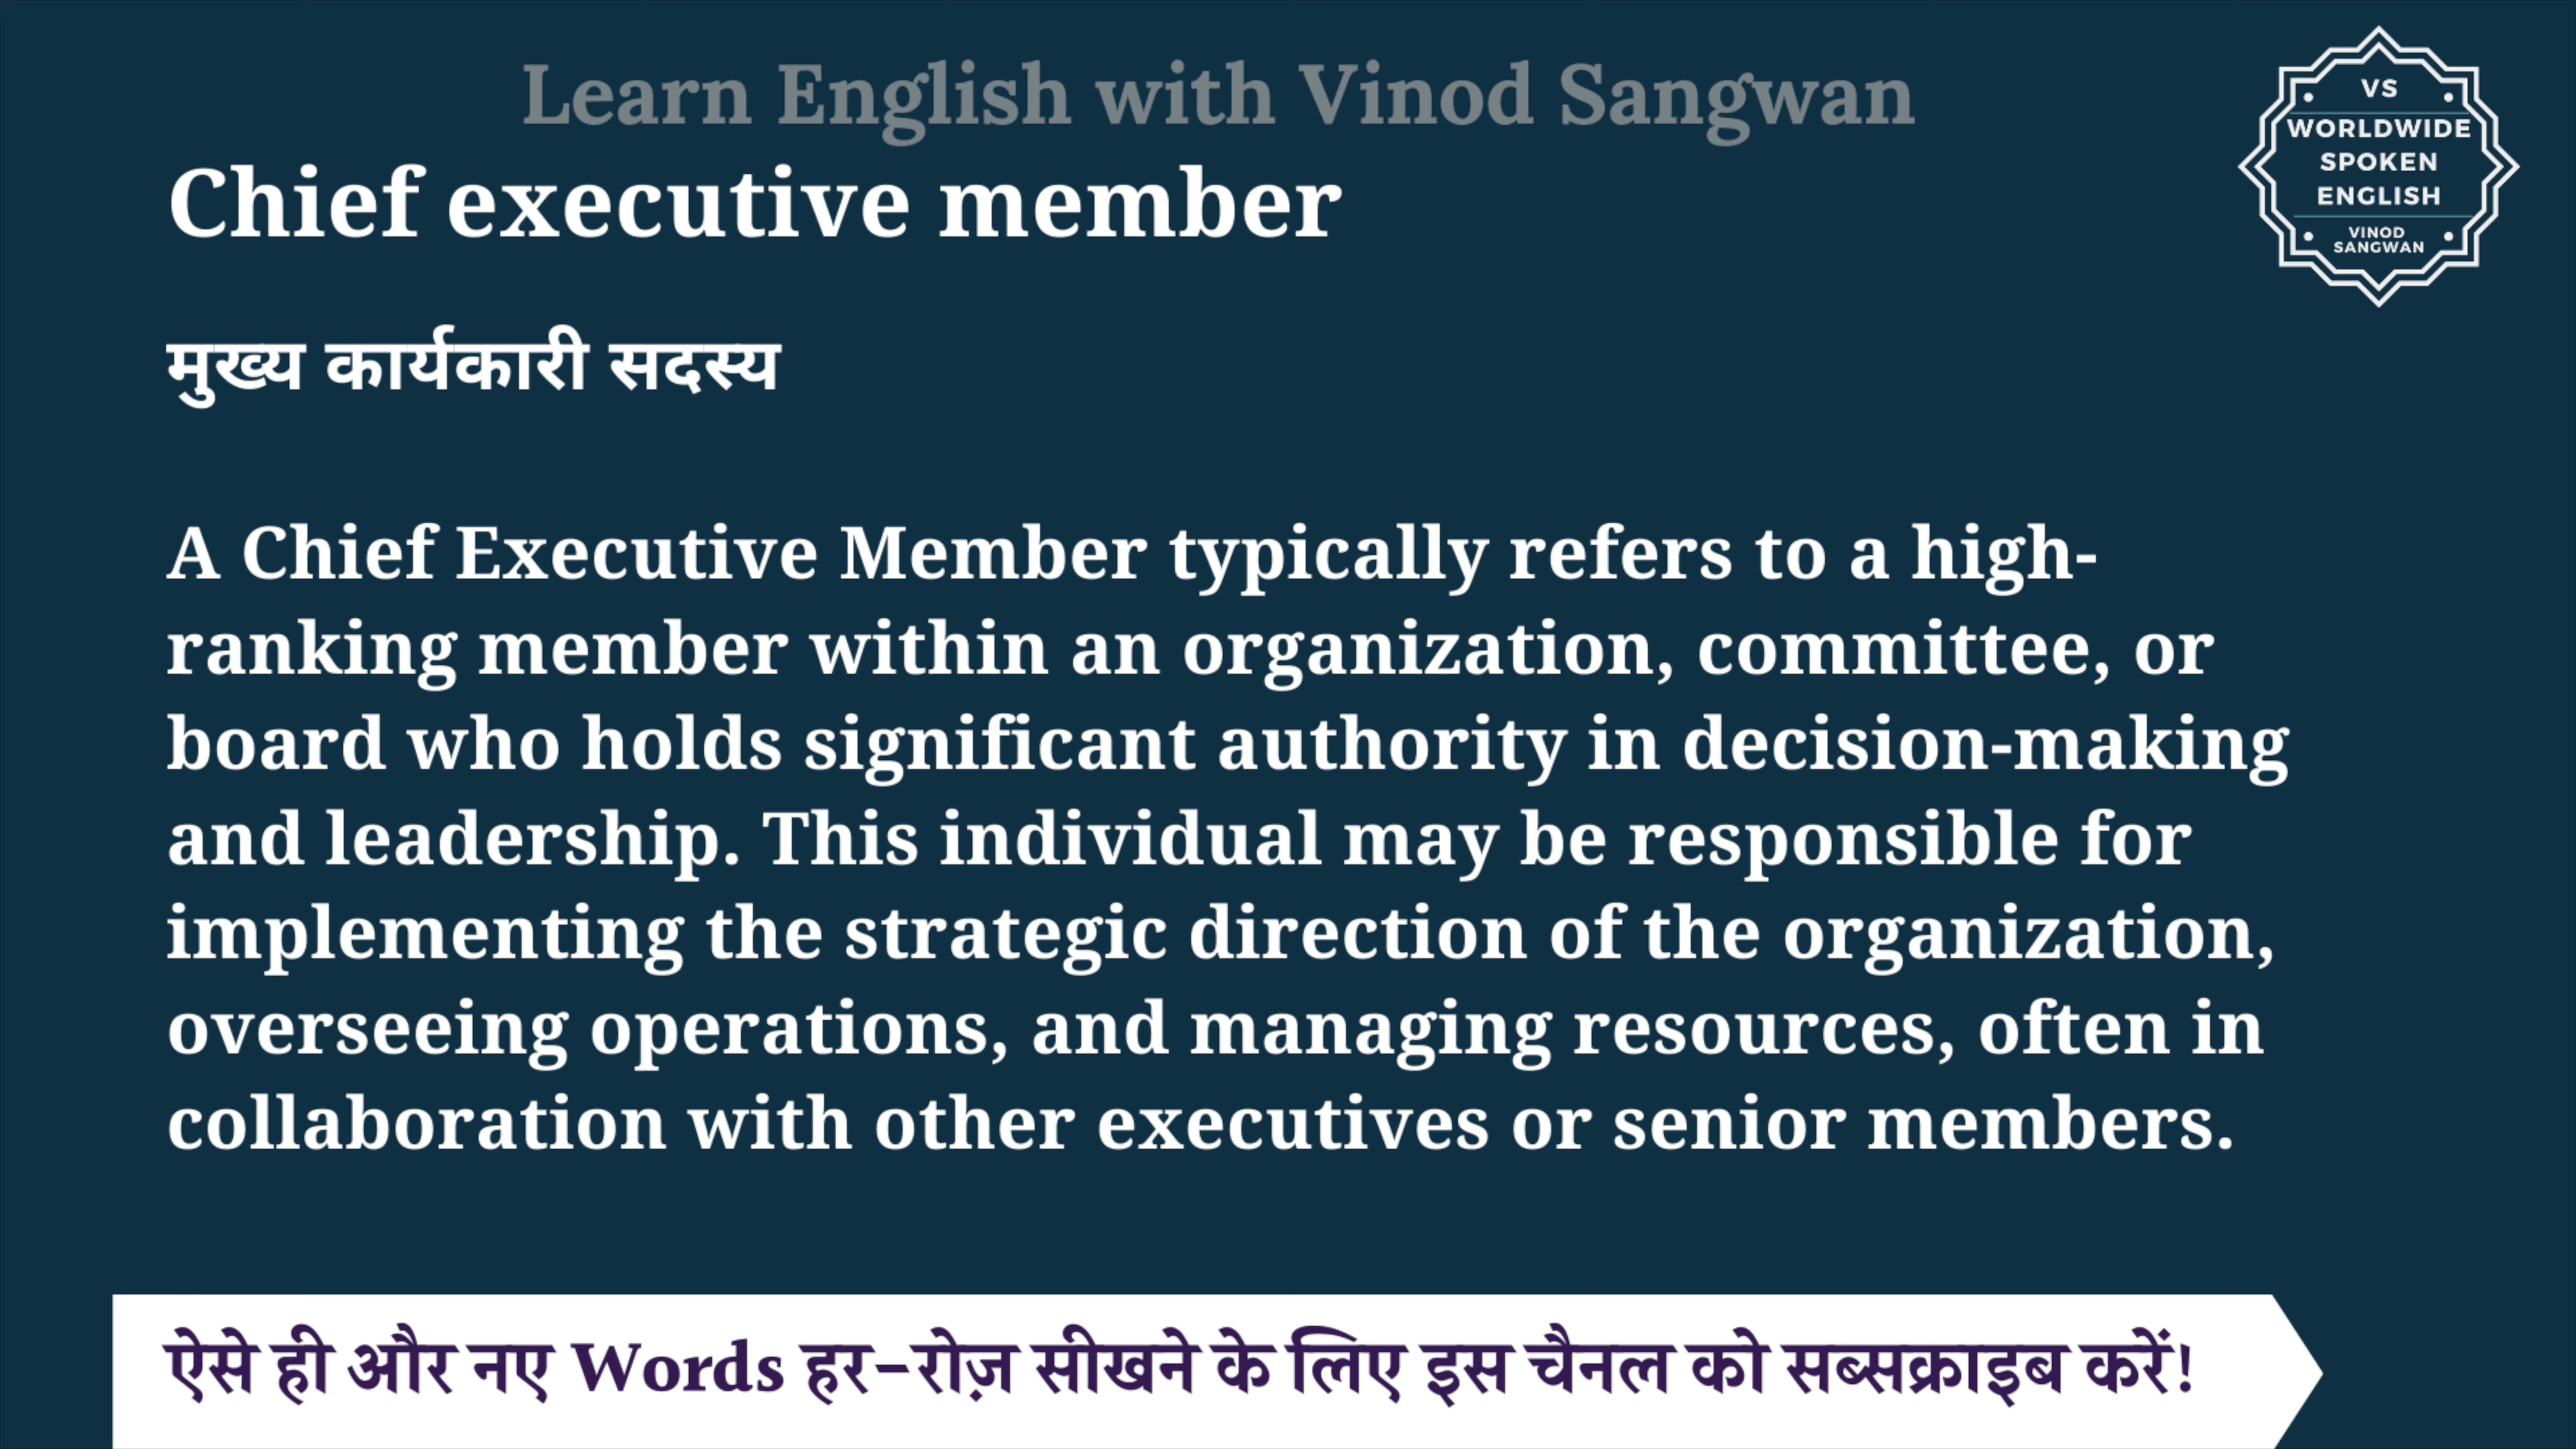 Learn English with Vinod Sangwan
VS
WORLDWIDE
SPOKEN
ENGLISH
VINOD
SANGWAN
Chief executive member
मुख्य कार्यकारी सदस्य
A Chief Executive Member typically refers to a high-
ranking member within an organization, committee, or
board who holds significant authority in decision-making
and leadership. This individual may be responsible for
implementing the strategic direction of the organization,
overseeing operations, and managing resources, often in
collaboration with other executives or senior members.
ऐसे ही और नए Words हर-रोज़ सीखने के लिए इस चैनल को सब्सक्राइब करें!